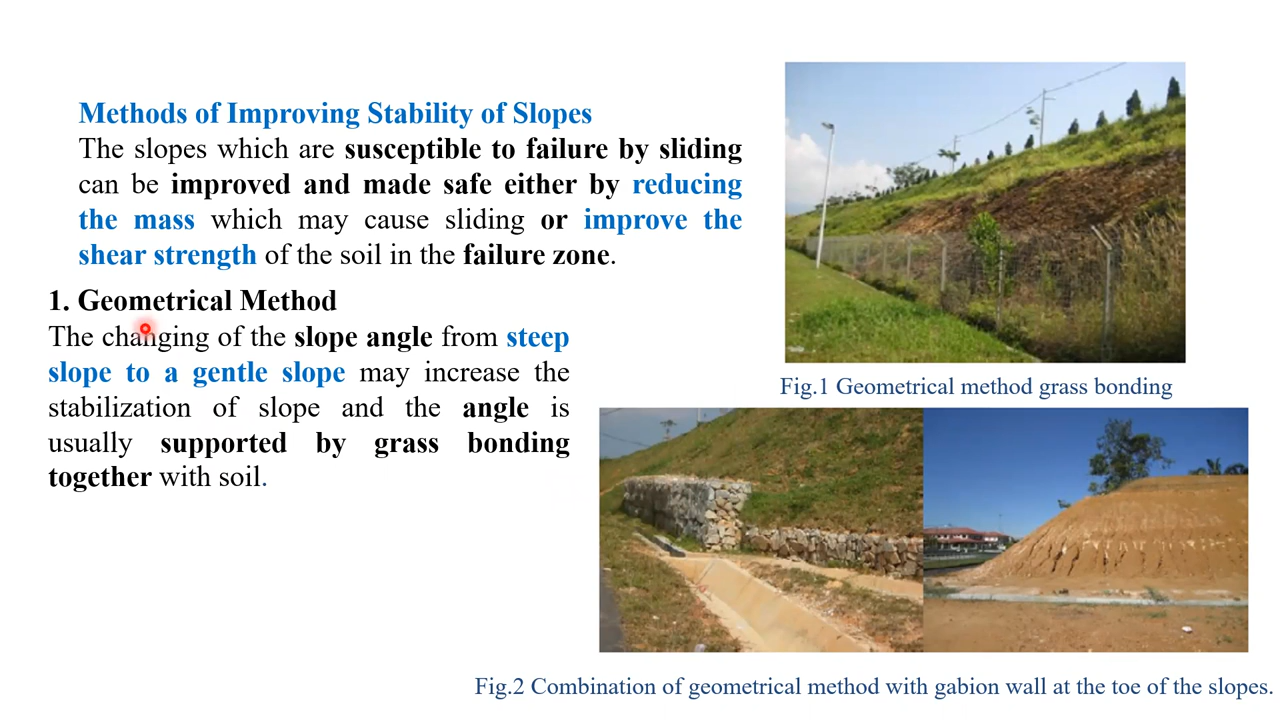 Methods of Improving Stability of Slopes
The slopes which are susceptible to failure by sliding
can be improved and made safe either by reducing
the mass which may cause sliding or improve the
shear strength of the soil in the failure zone.
1. Geometrical Method
The changing of the slope angle from steep
slope to a gentle slope may increase the
stabilization of slope and the angle is
usually supported by grass bonding
together with soil.
Fig.1 Geometrical method grass bonding
Fig.2 Combination of geometrical method with gabion wall at the toe of the slopes.